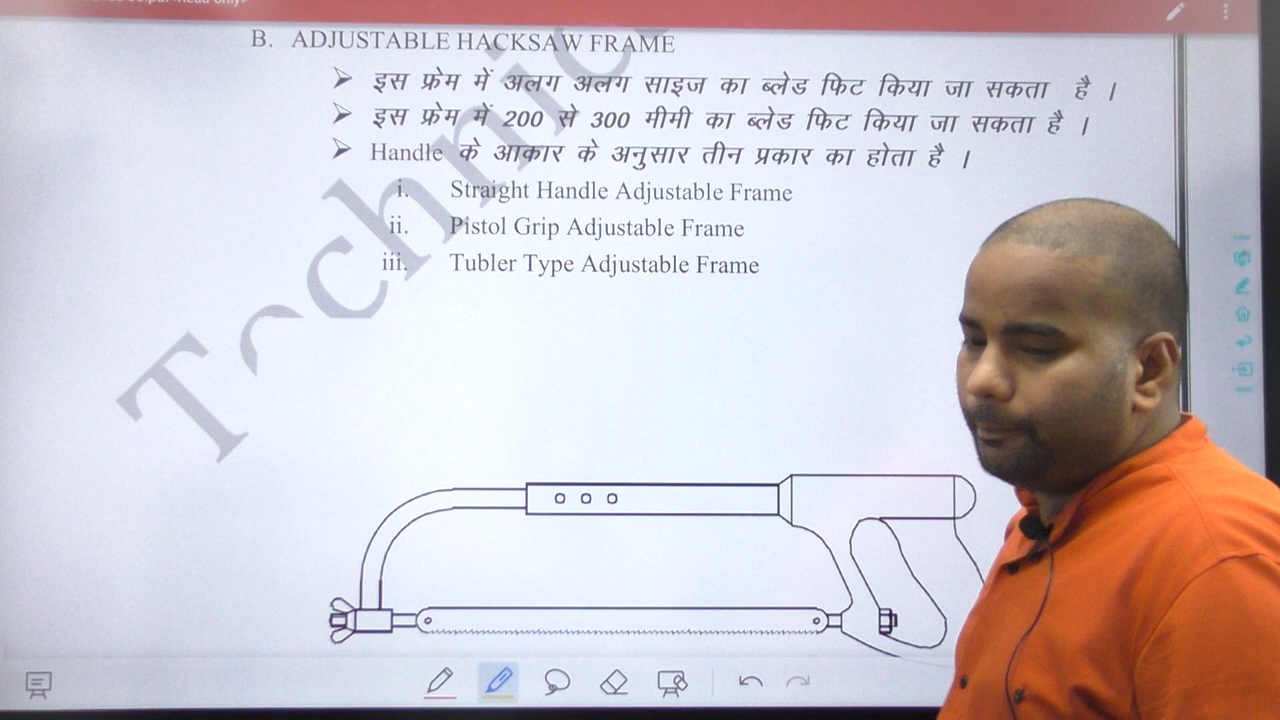 B. ADJUSTABLE HACKSAW FRAME
➢ इस फ्रेम में अलग अलग साइज का ब्लेड फिट किया जा सकता है ।
➢ इस फ्रेम में 200 से 300 मीमी का ब्लेड फिट किया जा सकता है ।
➢ Handle के आकार के अनुसार तीन प्रकार का होता है ।
i. Straight Handle Adjustable Frame
ii. Pistol Grip Adjustable Frame
iii. Tubler Type Adjustable Frame